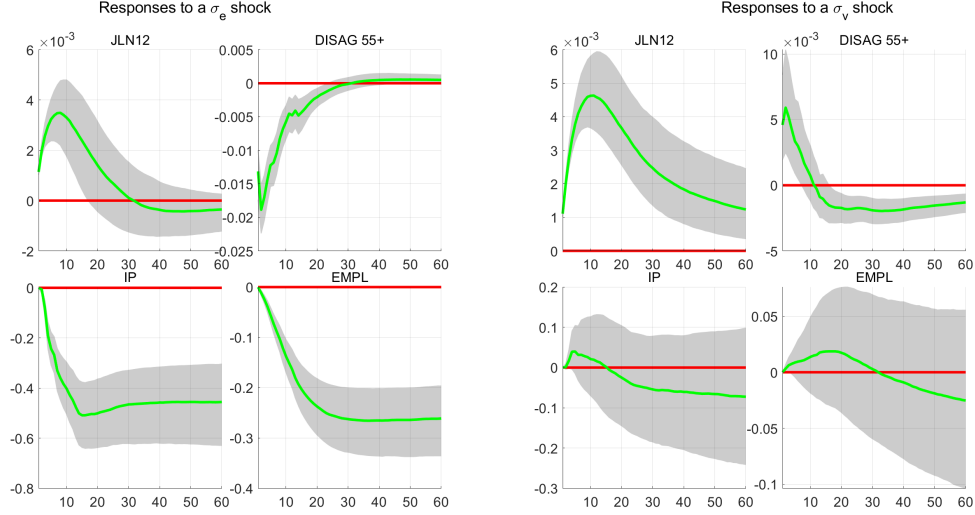 Responses to a σe shock
Responses to a σv shock
×10⁻³ JLN12
6
4
2
0
-2
10 20 30 40 50 60
DISAG 55+
0.005
0
-0.005
-0.01
-0.015
-0.02
-0.025
10 20 30 40 50 60
×10⁻³ JLN12
6
5
4
3
2
1
0
10 20 30 40 50 60
×10⁻³ DISAG 55+
10
5
0
-5
10 20 30 40 50 60
IP
0
-0.2
-0.4
-0.6
-0.8
10 20 30 40 50 60
EMPL
0
-0.1
-0.2
-0.3
-0.4
10 20 30 40 50 60
IP
0.2
0.1
0
-0.1
-0.2
-0.3
10 20 30 40 50 60
EMPL
0.05
0
-0.05
-0.1
10 20 30 40 50 60